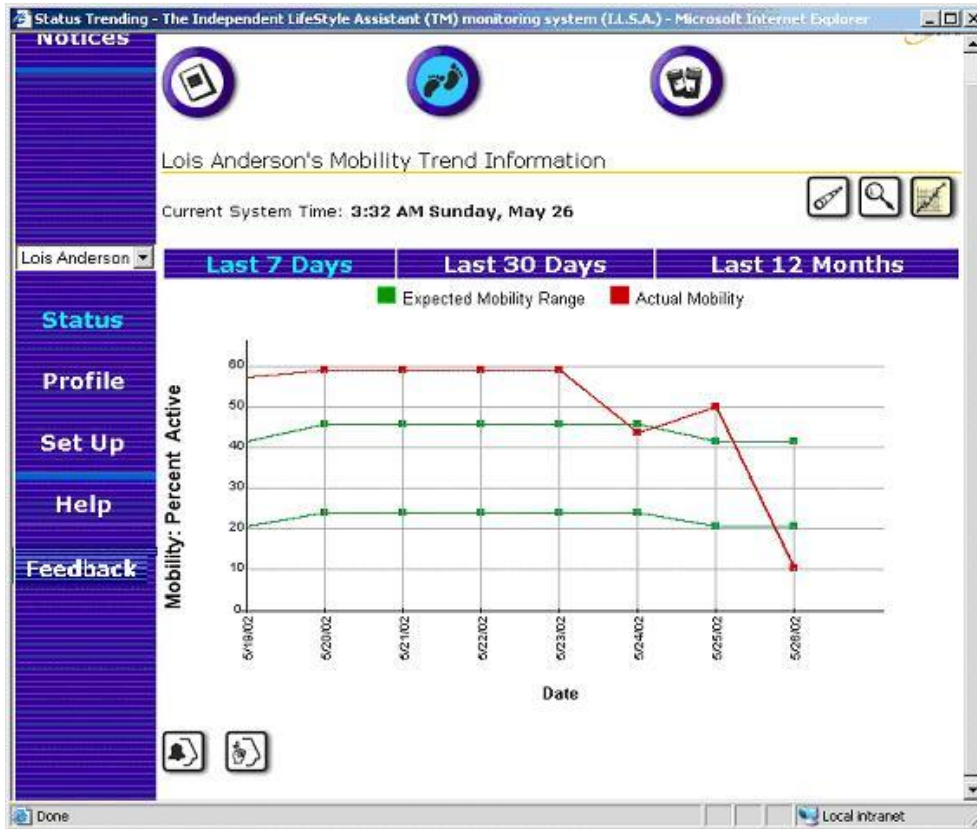 Status Trending - The Independent LifeStyle Assistant (TM) monitoring system (I.L.S.A.) - Microsoft Internet Explorer
Notices
Lois Anderson's Mobility Trend Information
Current System Time: 3:32 AM Sunday, May 26
Lois Anderson
Last 7 Days Last 30 Days Last 12 Months
Expected Mobility Range Actual Mobility
Status
Profile
Set Up
Help
Feedback
Mobility: Percent Active
60
50
40
30
20
10
0
5/19/02 5/20/02 5/21/02 5/22/02 5/23/02 5/24/02 5/25/02 5/26/02
Date
Done Local intranet